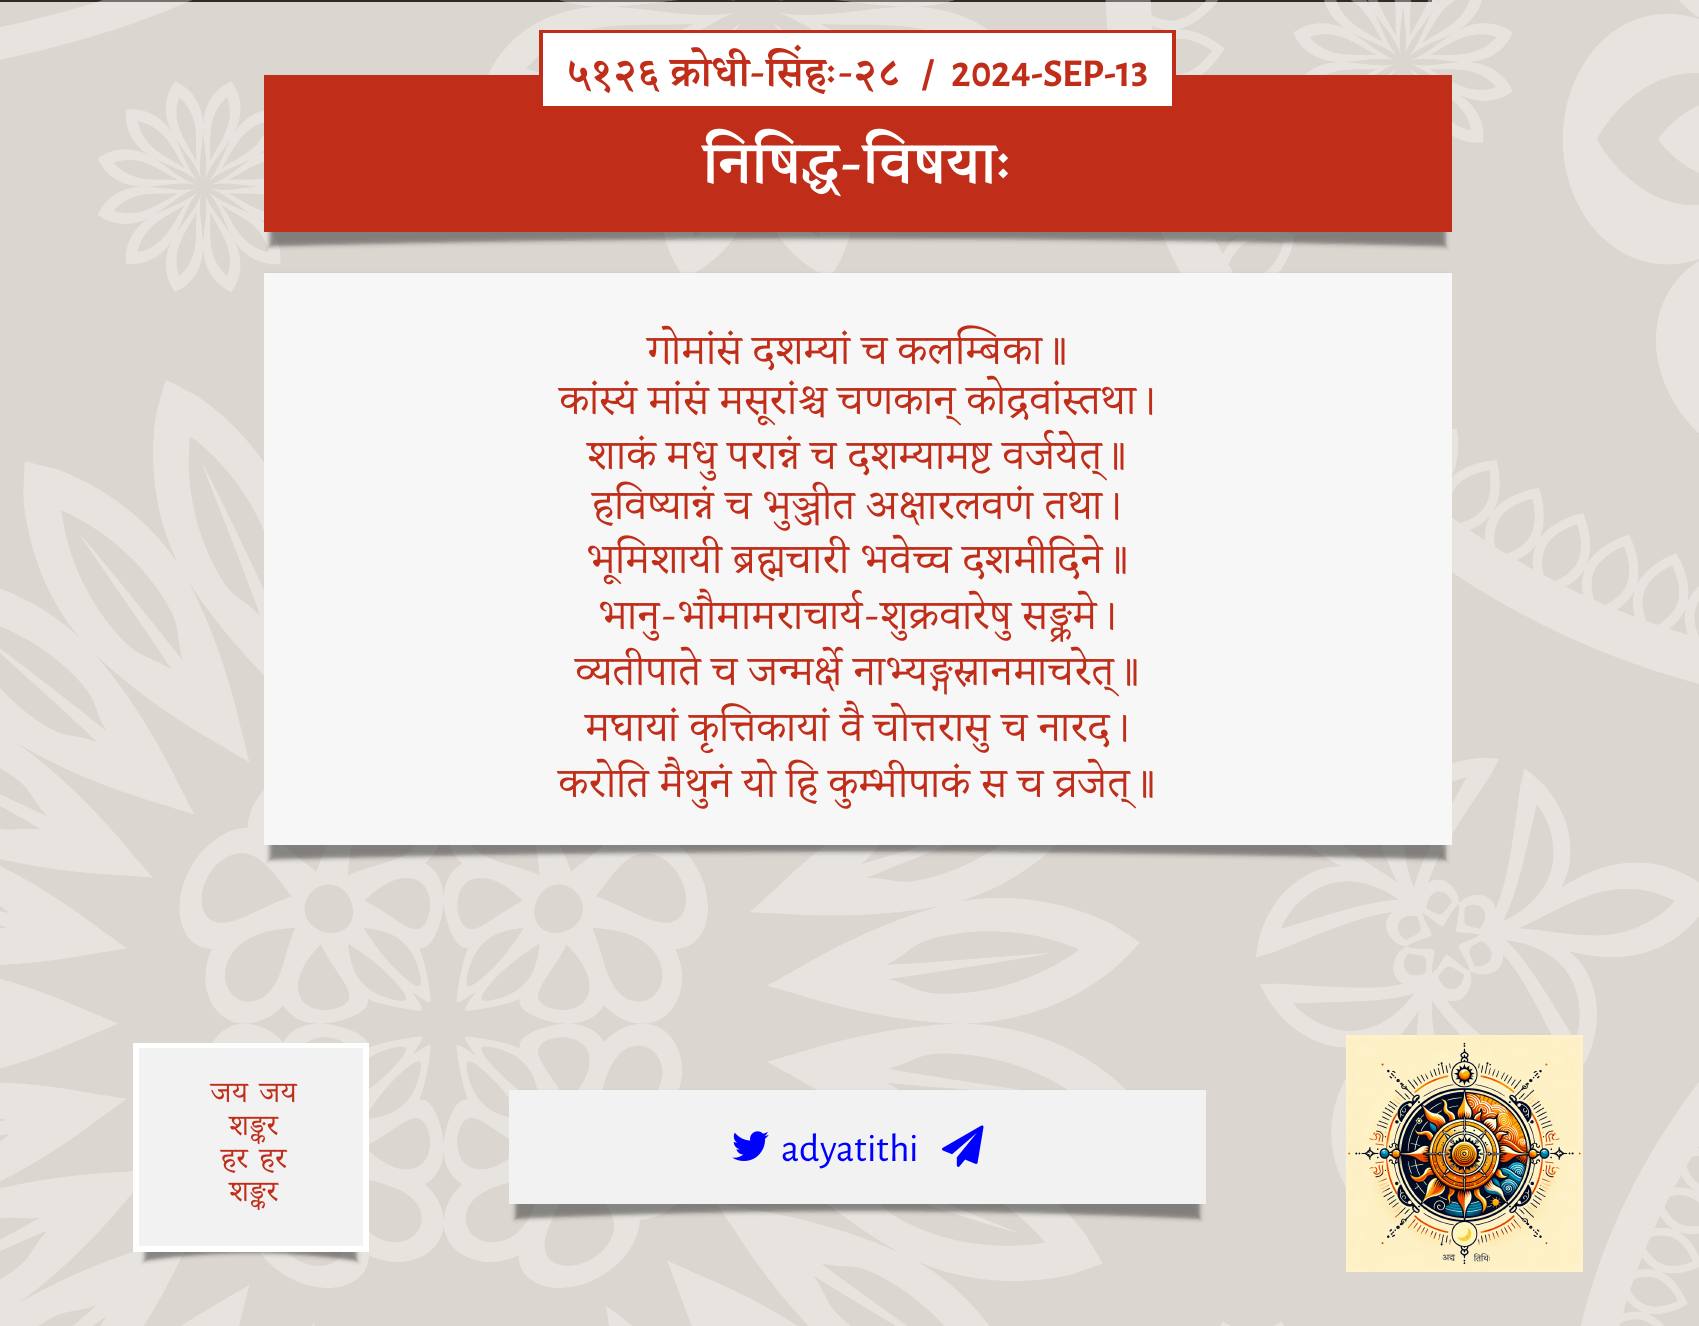 ५१२६ क्रोधी-सिंहः-२८ / 2024-SEP-13
निषिद्ध-विषयाः
गोमांसं दशम्यां च कलम्बिका॥
कांस्यं मांसं मसूरांश्च चणकान् कोद्रवांस्तथा।
शाकं मधु परान्नं च दशम्यामष्ट वर्जयेत्॥
हविष्यान्नं च भुञ्जीत अक्षारलवणं तथा।
भूमिशायी ब्रह्मचारी भवेच्च दशमीदिने॥
भानु-भौमामराचार्य-शुक्रवारेषु सङ्क्रमे।
व्यतीपाते च जन्मर्क्षे नाभ्यङ्गस्नानमाचरेत्॥
मघायां कृत्तिकायां वै चोत्तरासु च नारद।
करोति मैथुनं यो हि कुम्भीपाकं स च व्रजेत्॥
जय जय
शङ्कर
हर हर
शङ्कर
adyatithi
अद्य तिथिः